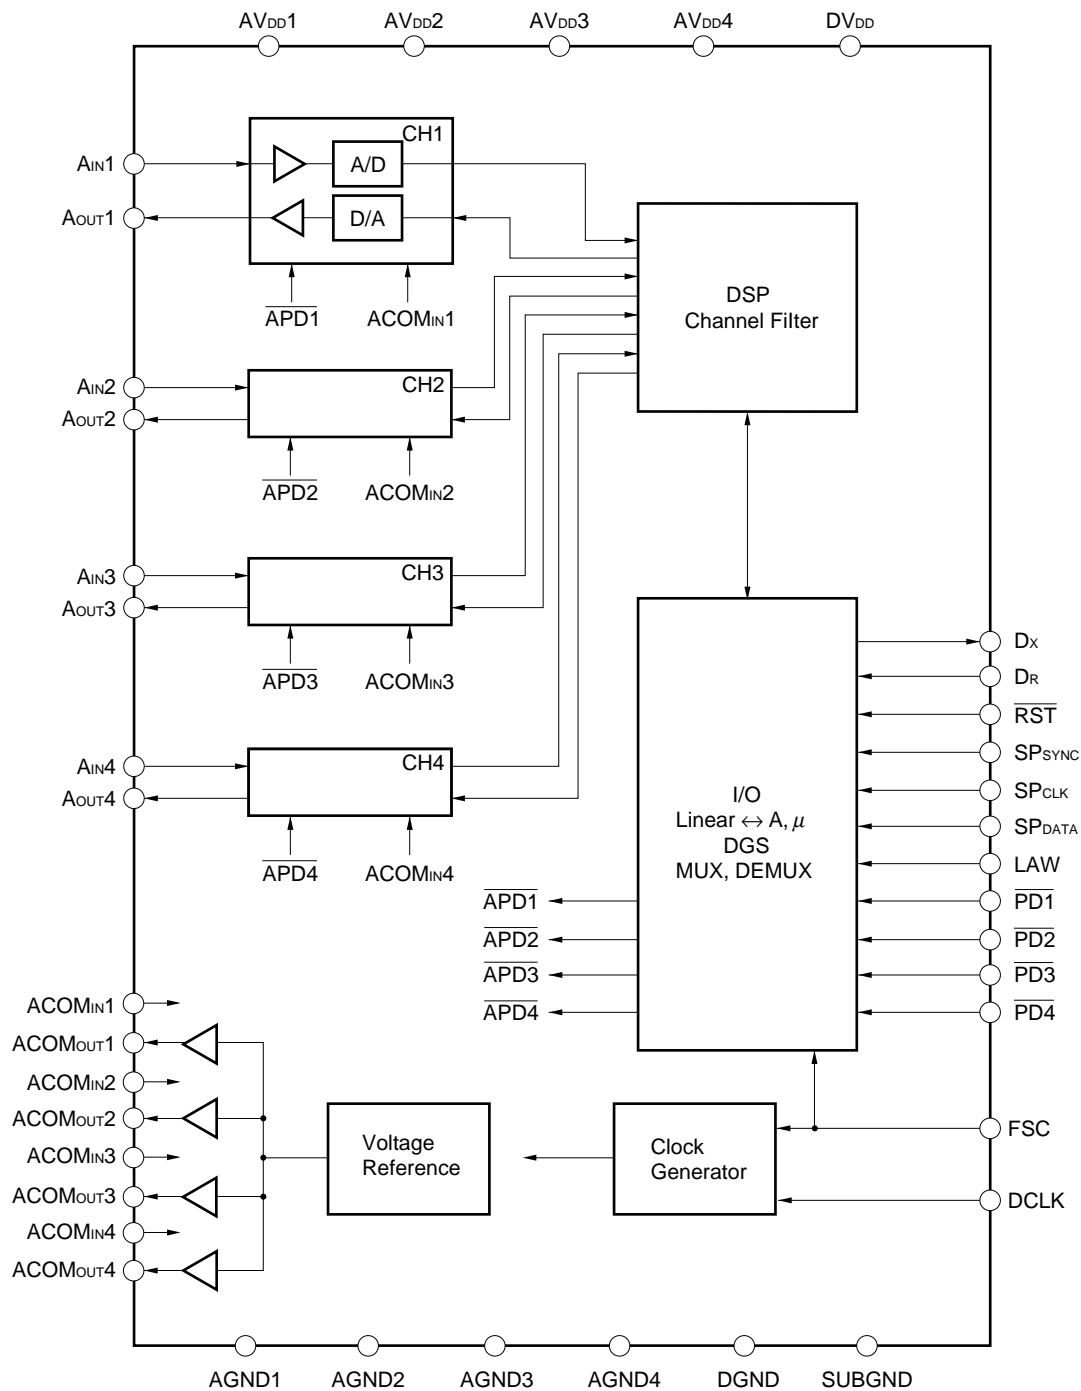 AVDD1
AVDD2
AVDD3
AVDD4
DVDD
CH1
AIN1
A/D
AOUT1
D/A
APD1
ACOMIN1
DSP
Channel Filter
AIN2
CH2
AOUT2
APD2
ACOMIN2
AIN3
CH3
AOUT3
APD3
ACOMIN3
AIN4
CH4
AOUT4
APD4
ACOMIN4
I/O
Linear ↔ A, μ
DGS
MUX, DEMUX
DX
DR
RST
SPSYNC
SPCLK
SPDATA
LAW
PD1
PD2
PD3
PD4
APD1
APD2
APD3
APD4
ACOMIN1
ACOMOUT1
ACOMIN2
ACOMOUT2
ACOMIN3
ACOMOUT3
ACOMIN4
ACOMOUT4
Voltage
Reference
Clock
Generator
FSC
DCLK
AGND1
AGND2
AGND3
AGND4
DGND
SUBGND